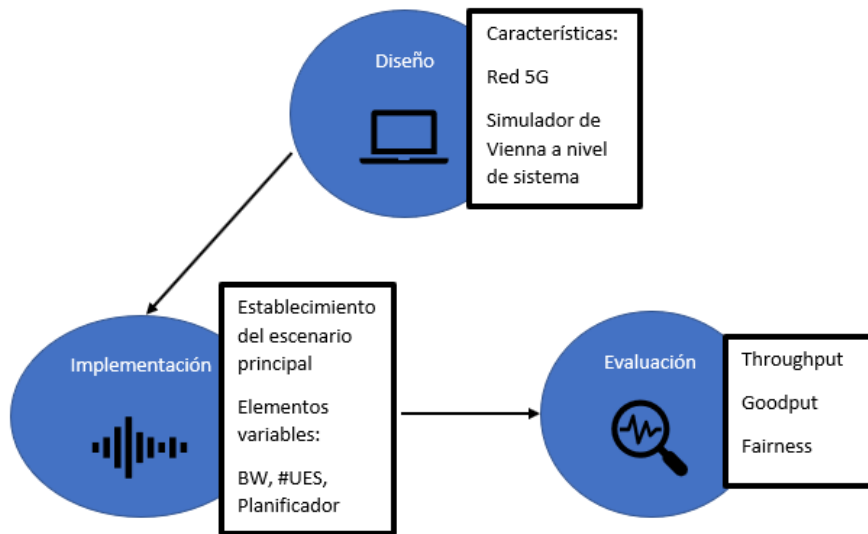 Diseño
Características:
Red 5G
Simulador de
Vienna a nivel
de sistema
Implementación
Establecimiento
del escenario
principal
Elementos
variables:
BW, #UES,
Planificador
Evaluación
Throughput
Goodput
Fairness